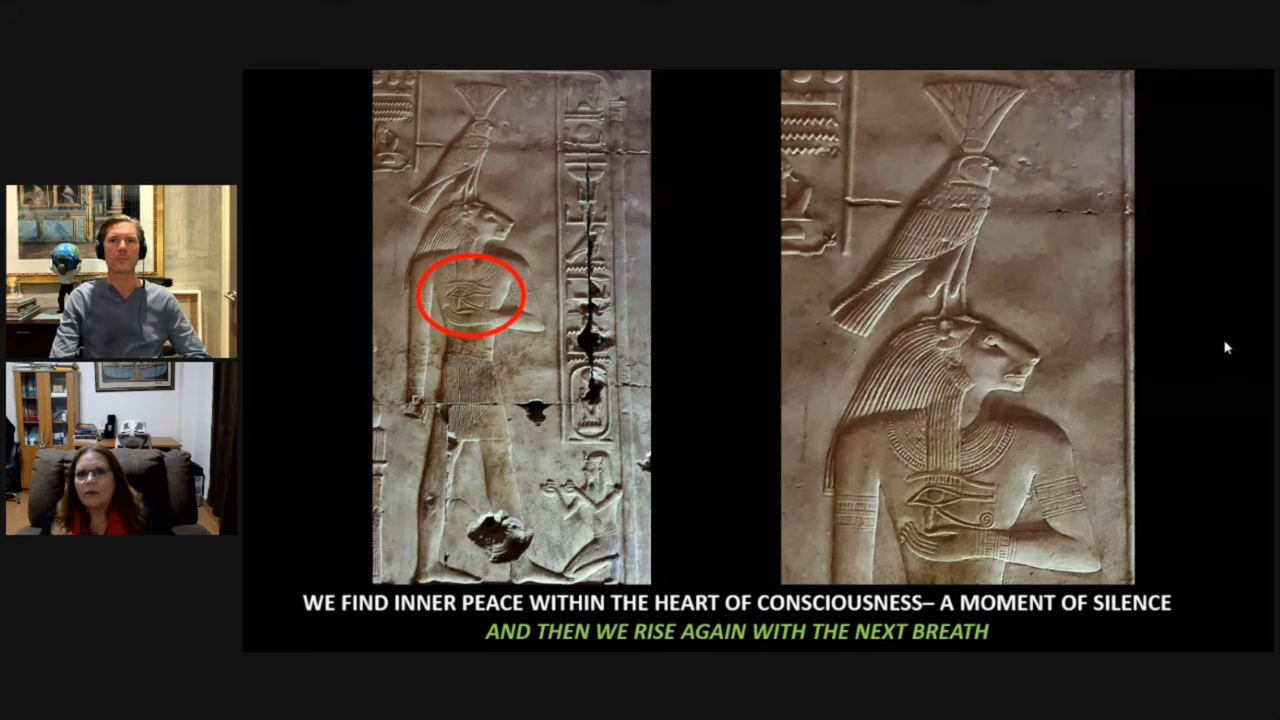 WE FIND INNER PEACE WITHIN THE HEART OF CONSCIOUSNESS– A MOMENT OF SILENCE
AND THEN WE RISE AGAIN WITH THE NEXT BREATH